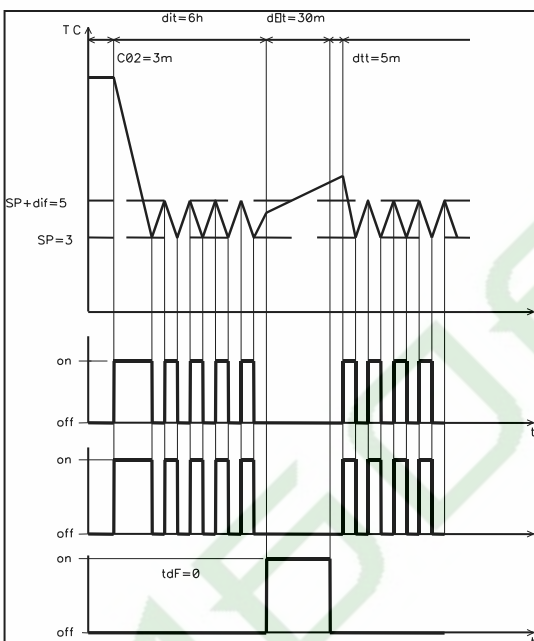 dit=6h dEt=30m
TC
C02=3m dtt=5m
SP+dif=5
SP=3
on
off
t
on
off
on
tdF=0
off
t